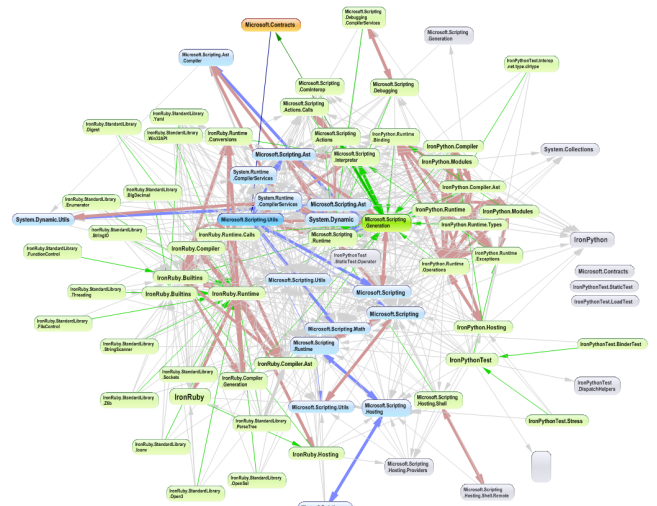 Microsoft.Contracts
Microsoft.Scripting
.Debugging
.CompilerServices
Microsoft.Scripting
.Generation
Microsoft.Scripting.Ast
.Compiler
IronPythonTest.Interop
.net.type.clrtype
Microsoft.Scripting
.ComInterop
Microsoft.Scripting
.Debugging
Microsoft.Scripting
.Actions.Calls
IronRuby.StandardLibrary
.Yaml
IronRuby.StandardLibrary
.Digest
IronRuby.StandardLibrary
.Win32API
IronRuby.Runtime
.Conversions
Microsoft.Scripting
.Actions
IronPython.Runtime
.Binding
IronPython.Compiler
System.Collections
Microsoft.Scripting.Ast
Microsoft.Scripting
.Interpreter
IronPython.Modules
System.Runtime
.CompilerServices
IronPython.Compiler.Ast
IronRuby.StandardLibrary
.Enumerator
IronRuby.StandardLibrary
.BigDecimal
System.Runtime
.CompilerServices
Microsoft.Scripting.Ast
IronPython.Runtime
IronPython.Modules
System.Dynamic.Utils
IronRuby.StandardLibrary
.StringIO
Microsoft.Scripting.Utils
System.Dynamic
Microsoft.Scripting
.Generation
IronPython.Runtime.Types
IronRuby.Runtime.Calls
Microsoft.Scripting
.Runtime
IronPython
IronRuby.StandardLibrary
.FunctionControl
IronRuby.Compiler
IronPythonTest
.StaticTest.Operator
IronPython.Runtime
.Operations
IronPython.Runtime
.Exceptions
Microsoft.Contracts
IronRuby.Builtins
Microsoft.Scripting.Utils
IronPythonTest.StaticTest
IronRuby.StandardLibrary
.Threading
IronRuby.Builtins
IronRuby.Runtime
Microsoft.Scripting
IronPythonTest.LoadTest
IronRuby.StandardLibrary
.FileControl
Microsoft.Scripting
Microsoft.Scripting.Math
IronPython.Hosting
IronRuby.StandardLibrary
.StringScanner
Microsoft.Scripting
.Runtime
IronPythonTest.BinderTest
IronRuby.StandardLibrary
.Sockets
IronRuby.Compiler.Ast
IronPythonTest
IronRuby.StandardLibrary
.Zlib
IronRuby.Compiler
.Generation
IronPythonTest
.DispatchHelpers
IronRuby
Microsoft.Scripting.Utils
Microsoft.Scripting
.Hosting
Microsoft.Scripting
.Hosting.Shell
IronRuby.StandardLibrary
.ParseTree
IronPythonTest.Stress
IronRuby.StandardLibrary
.Iconv
IronRuby.Hosting
Microsoft.Scripting
.Hosting.Providers
IronRuby.StandardLibrary
.OpenSsl
IronRuby.StandardLibrary
.Open3
Microsoft.Scripting
.Hosting.Shell.Remote